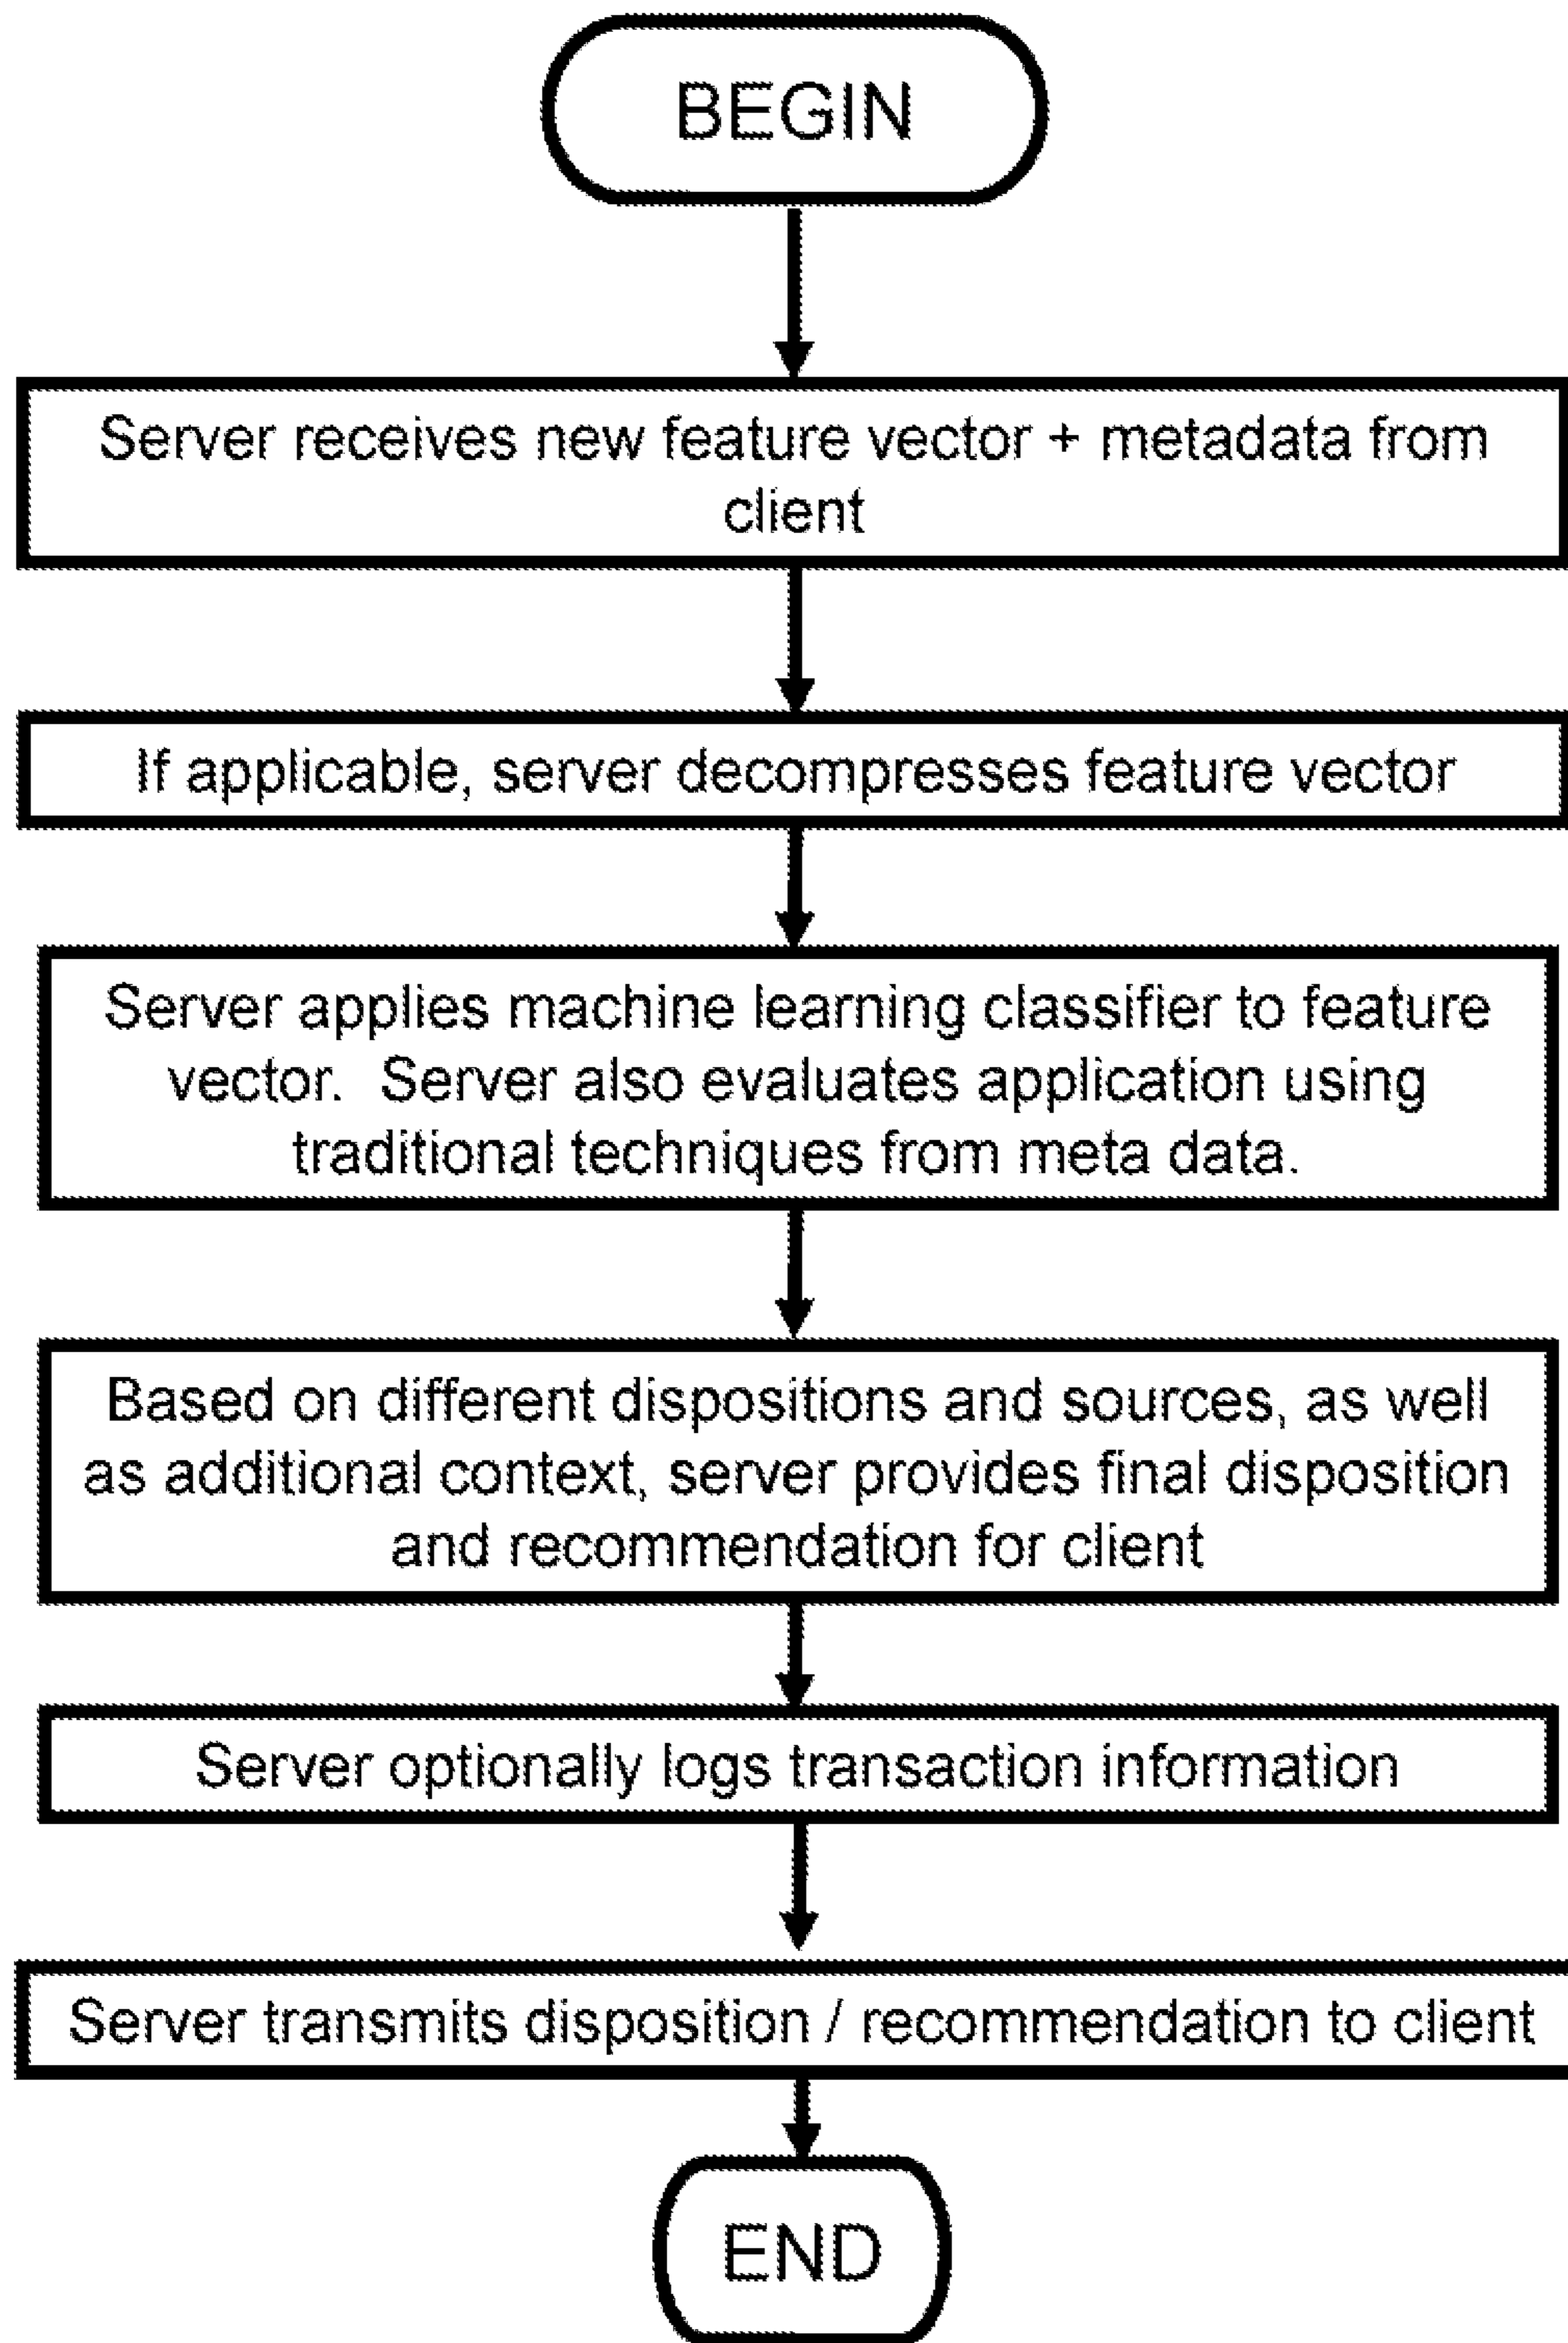 BEGIN
Server receives new feature vector + metadata from
client
If applicable, server decompresses feature vector
Server applies machine learning classifier to feature
vector.  Server also evaluates application using
traditional techniques from meta data.
Based on different dispositions and sources, as well
as additional context, server provides final disposition
and recommendation for client
Server optionally logs transaction information
Server transmits disposition / recommendation to client
END